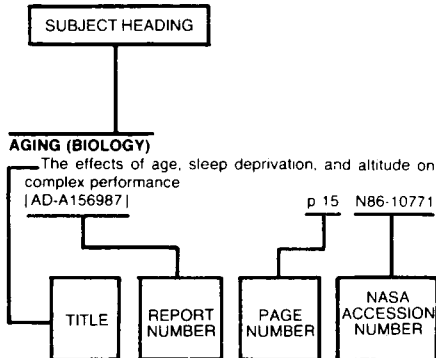 SUBJECT HEADING
AGING (BIOLOGY)
The effects of age, sleep deprivation, and altitude on
complex performance
|AD-A156987| p 15 N86-10771
TITLE
REPORT
NUMBER
PAGE
NUMBER
NASA
ACCESSION
NUMBER